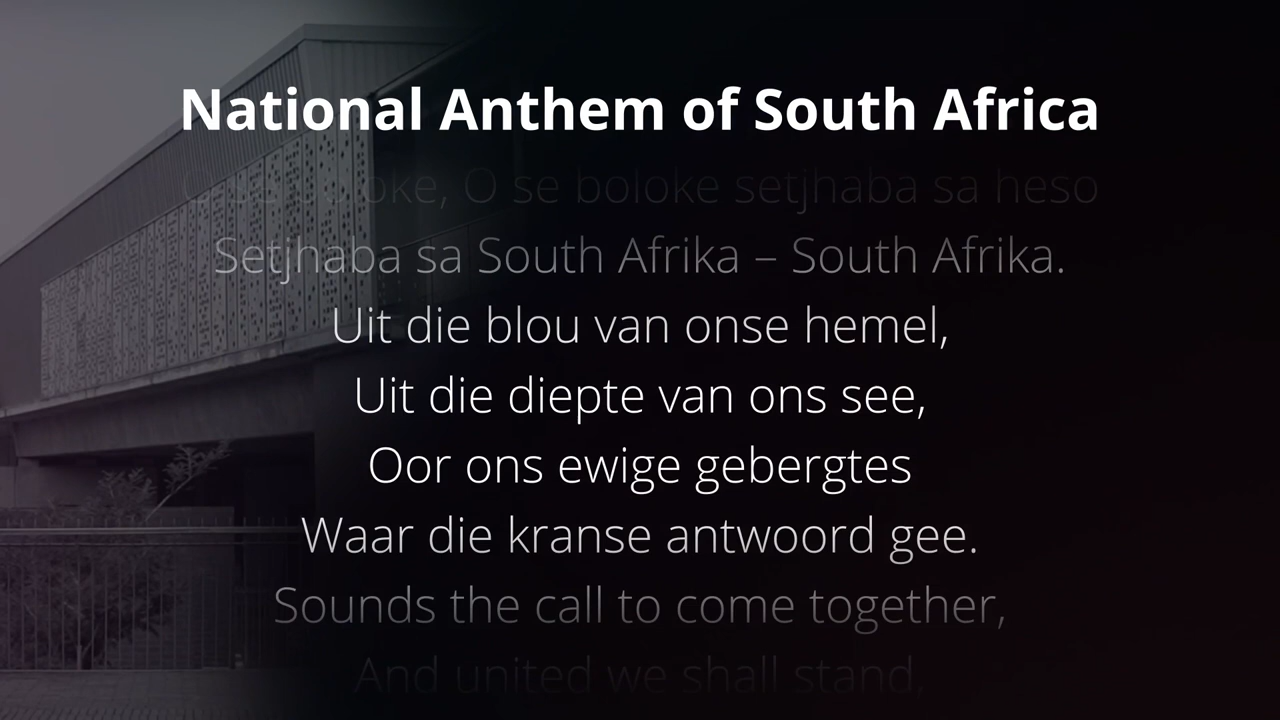 National Anthem of South Africa
boloke, O se boloke setjhaba sa heso
Setjhaba sa South Afrika – South Afrika.
Uit die blou van onse hemel,
Uit die diepte van ons see,
Oor ons ewige gebergtes
Waar die kranse antwoord gee.
Sounds the call to come together,
And united we shall stand,